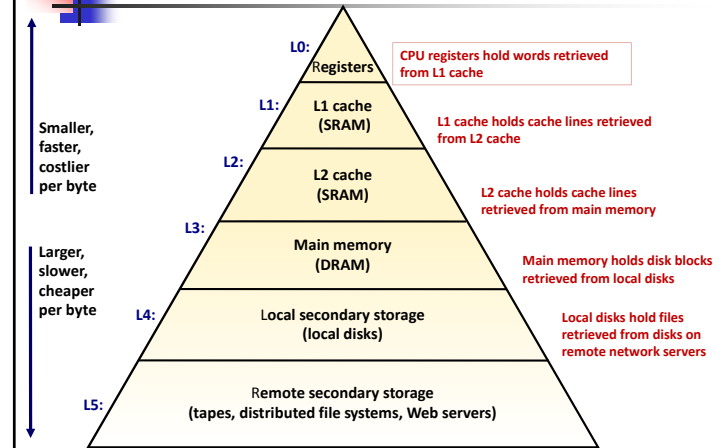 L0:
Registers
CPU registers hold words retrieved
from L1 cache
L1:
L1 cache
(SRAM)
L1 cache holds cache lines retrieved
from L2 cache
Smaller,
faster,
costlier
per byte
L2:
L2 cache
(SRAM)
L2 cache holds cache lines
retrieved from main memory
L3:
Main memory
(DRAM)
Main memory holds disk blocks
retrieved from local disks
Larger,
slower,
cheaper
per byte
L4:
Local secondary storage
(local disks)
Local disks hold files
retrieved from disks on
remote network servers
L5:
Remote secondary storage
(tapes, distributed file systems, Web servers)